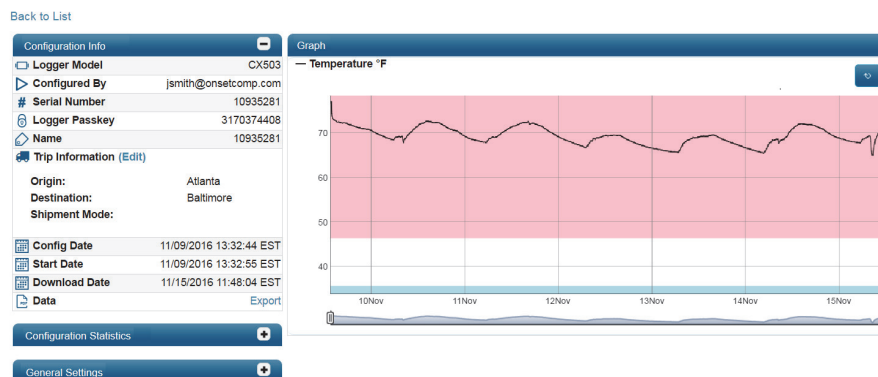 Back to List
Configuration Info
Logger Model CX503
Configured By jsmith@onsetcomp.com
# Serial Number 10935281
Logger Passkey 3170374408
Name 10935281
Trip Information (Edit)
Origin: Atlanta
Destination: Baltimore
Shipment Mode:
Config Date 11/09/2016 13:32:44 EST
Start Date 11/09/2016 13:32:55 EST
Download Date 11/15/2016 11:48:04 EST
Data Export
Configuration Statistics
General Settings
Graph
Temperature °F
70
60
50
40
10Nov 11Nov 12Nov 13Nov 14Nov 15Nov